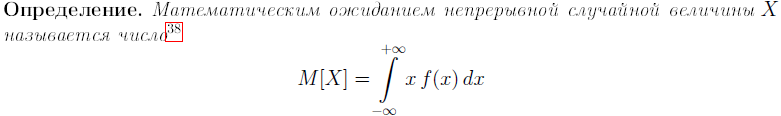 Определение. Математическим ожиданием непрерывной случайной величины X
называется число38
M[X] = ∫_{−∞}^{+∞} x f(x) dx